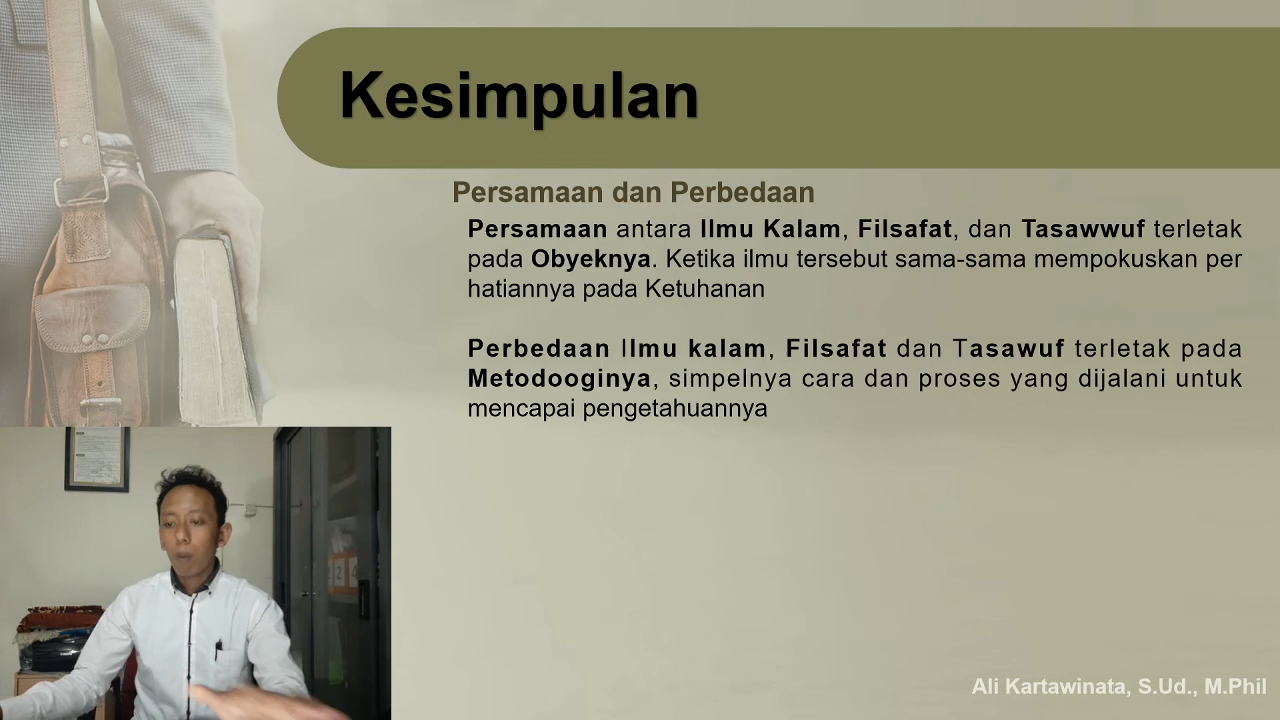 Kesimpulan
Persamaan dan Perbedaan
Persamaan antara Ilmu Kalam, Filsafat, dan Tasawwuf terletak
pada Obyeknya. Ketika ilmu tersebut sama-sama mempokuskan per
hatiannya pada Ketuhanan
Perbedaan Ilmu kalam, Filsafat dan Tasawuf terletak pada
Metodooginya, simpelnya cara dan proses yang dijalani untuk
mencapai pengetahuannya
2 4
Ali Kartawinata, S.Ud., M.Phil